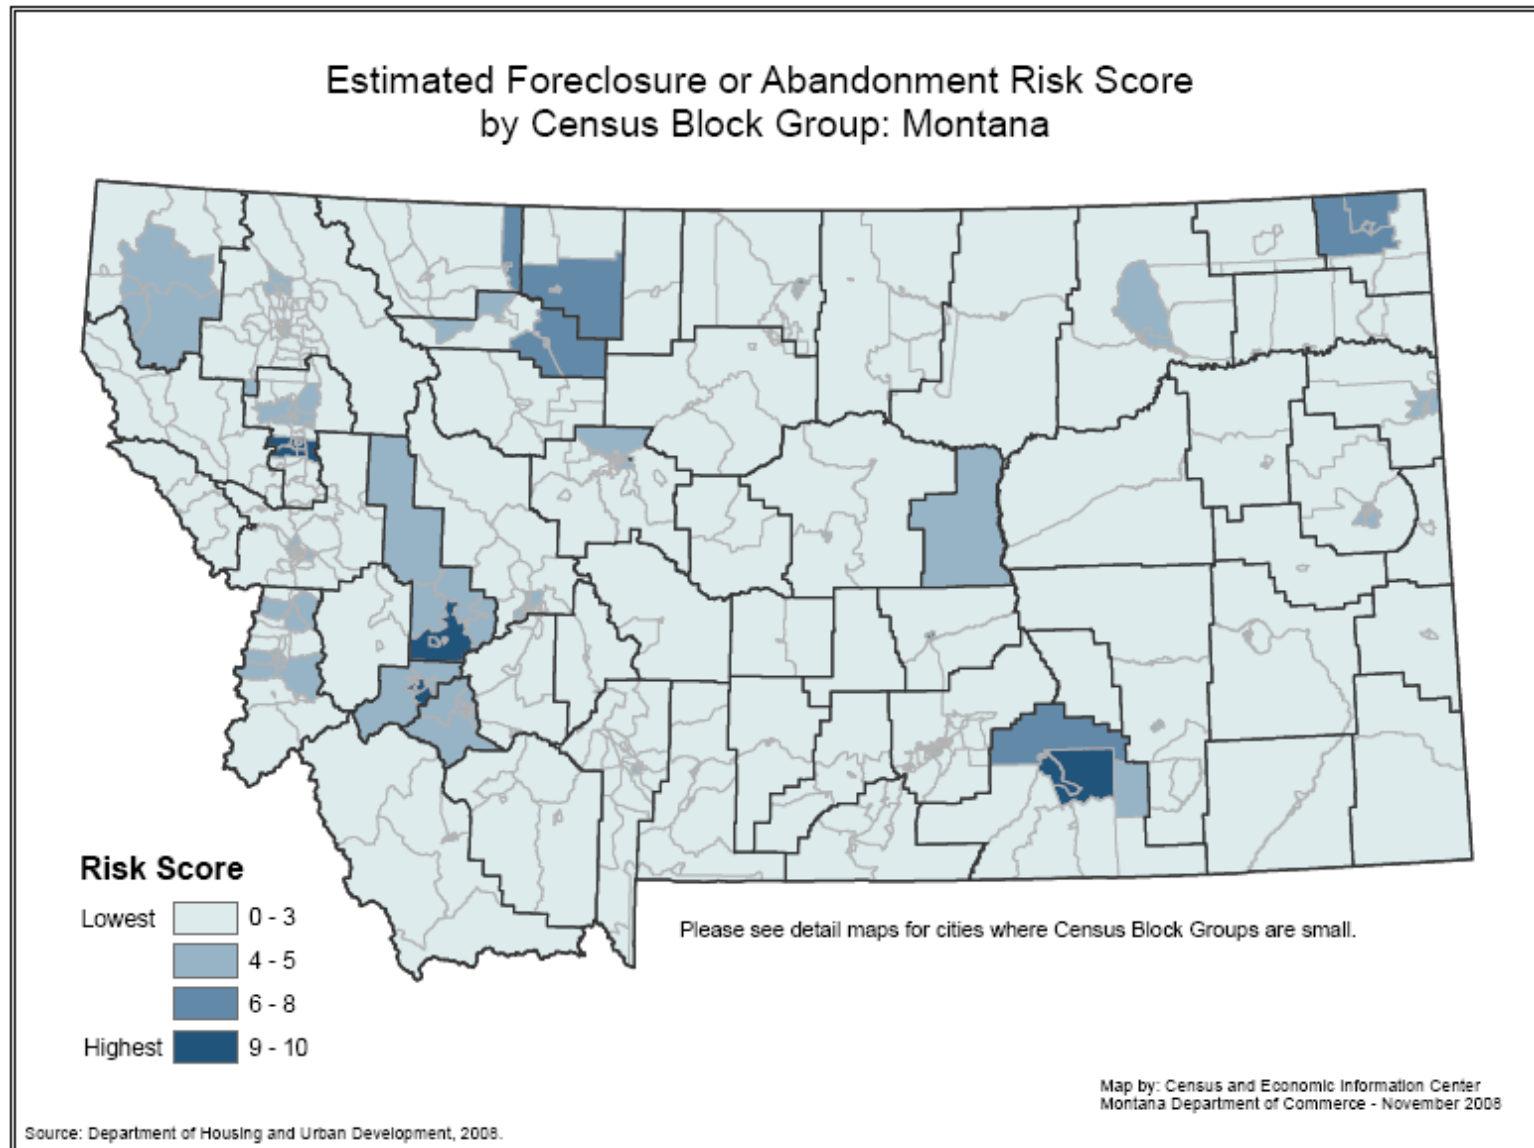 Estimated Foreclosure or Abandonment Risk Score
by Census Block Group: Montana
Risk Score
Lowest 0 - 3
4 - 5
6 - 8
Highest 9 - 10
Please see detail maps for cities where Census Block Groups are small.
Map by: Census and Economic Information Center
Montana Department of Commerce - November 2008
Source: Department of Housing and Urban Development, 2008.